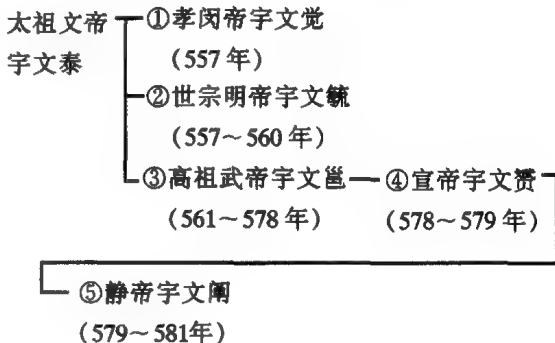 太祖文帝 ①孝闵帝宇文觉
宇文泰 (557年)
②世宗明帝宇文毓
(557～560年)
③高祖武帝宇文邕 ④宣帝宇文赟
(561～578年) (578～579年)
⑤静帝宇文阐
(579～581年)